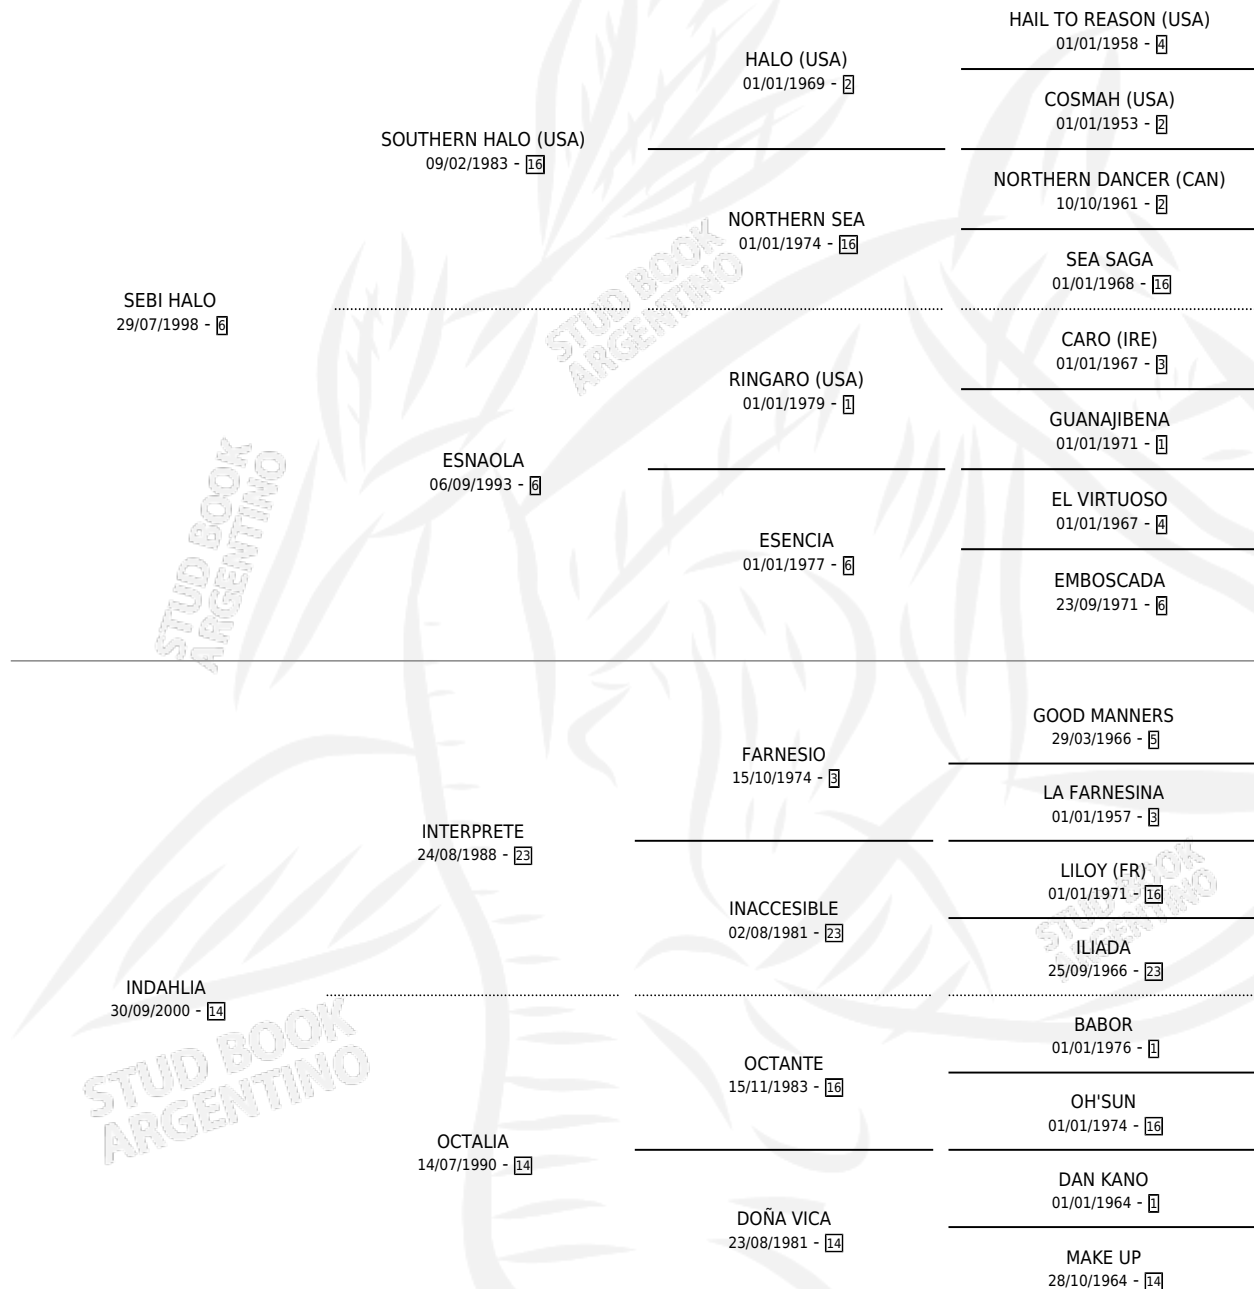 HAIL TO REASON (USA)
01/01/1958 - 4
HALO (USA)
01/01/1969 - 2
COSMAH (USA)
01/01/1953 - 2
SOUTHERN HALO (USA)
09/02/1983 - 16
NORTHERN DANCER (CAN)
10/10/1961 - 2
NORTHERN SEA
01/01/1974 - 16
SEA SAGA
01/01/1968 - 16
SEBI HALO
29/07/1998 - 6
CARO (IRE)
01/01/1967 - 3
RINGARO (USA)
01/01/1979 - 1
GUANAJIBENA
01/01/1971 - 1
ESNAOLA
06/09/1993 - 6
EL VIRTUOSO
01/01/1967 - 4
ESENCIA
01/01/1977 - 6
EMBOSCADA
23/09/1971 - 6
GOOD MANNERS
29/03/1966 - 5
FARNESIO
15/10/1974 - 3
LA FARNESINA
01/01/1957 - 3
INTERPRETE
24/08/1988 - 23
LILOY (FR)
01/01/1971 - 16
INACCESIBLE
02/08/1981 - 23
ILIADA
25/09/1966 - 23
INDAHLIA
30/09/2000 - 14
BABOR
01/01/1976 - 1
OCTANTE
15/11/1983 - 16
OH'SUN
01/01/1974 - 16
OCTALIA
14/07/1990 - 14
DAN KANO
01/01/1964 - 1
DOÑA VICA
23/08/1981 - 14
MAKE UP
28/10/1964 - 14
STUD BOOK
ARGENTINO
STUD BOOK
ARGENTINO
STUD BOOK
ARGENTINO
STUD BOOK
ARGENTINO